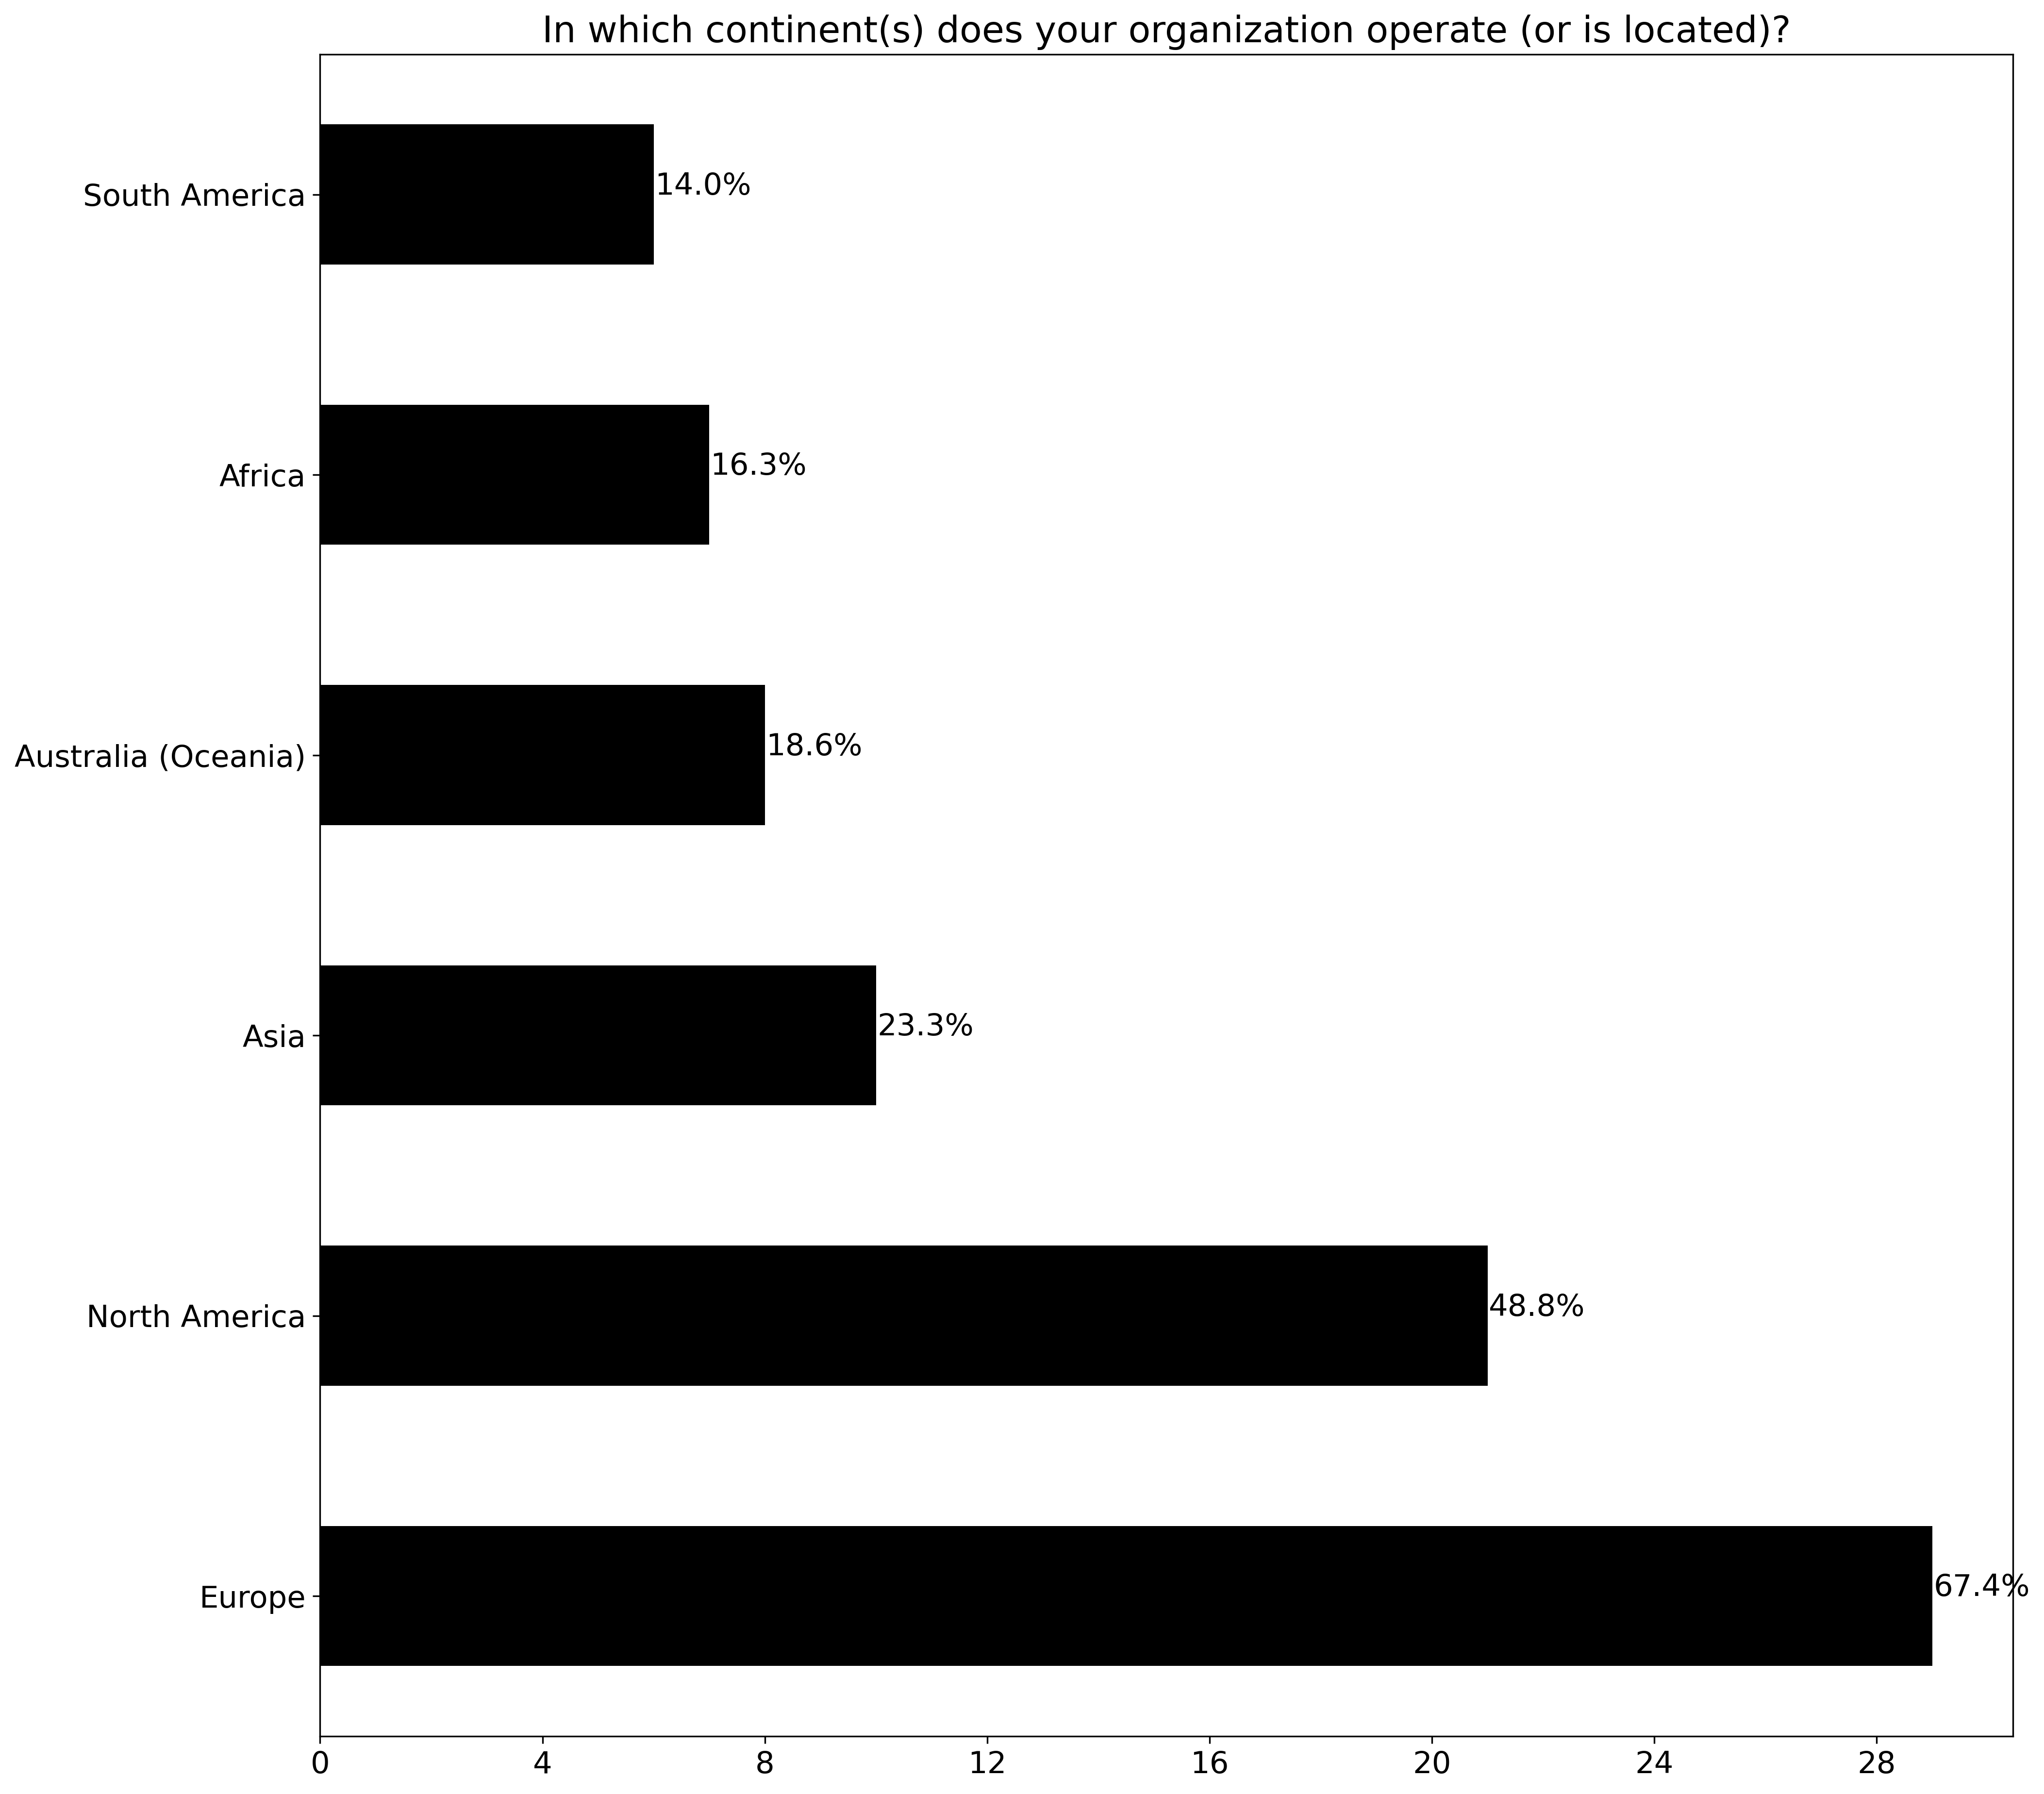 In which continent(s) does your organization operate (or is located)?
South America
14.0%
Africa
16.3%
Australia (Oceania)
18.6%
Asia
23.3%
North America
48.8%
Europe
67.4%
0 4 8 12 16 20 24 28